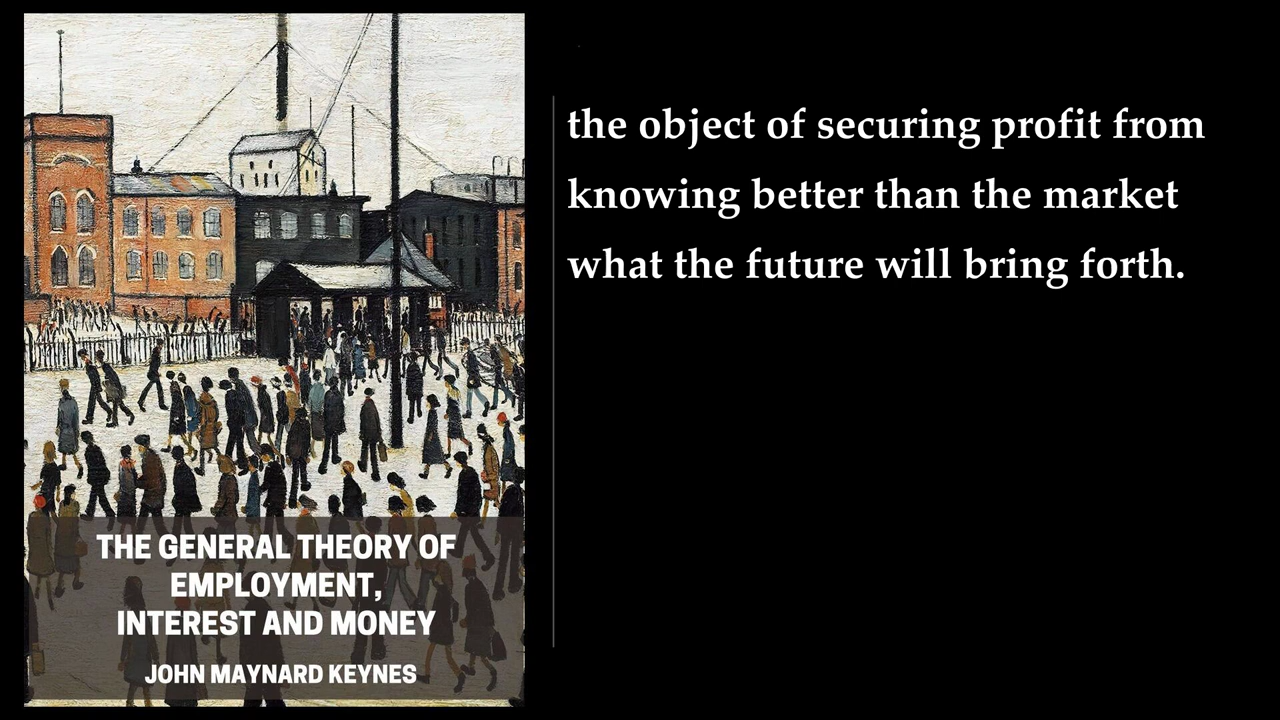 THE GENERAL THEORY OF
EMPLOYMENT,
INTEREST AND MONEY
JOHN MAYNARD KEYNES
the object of securing profit from
knowing better than the market
what the future will bring forth.